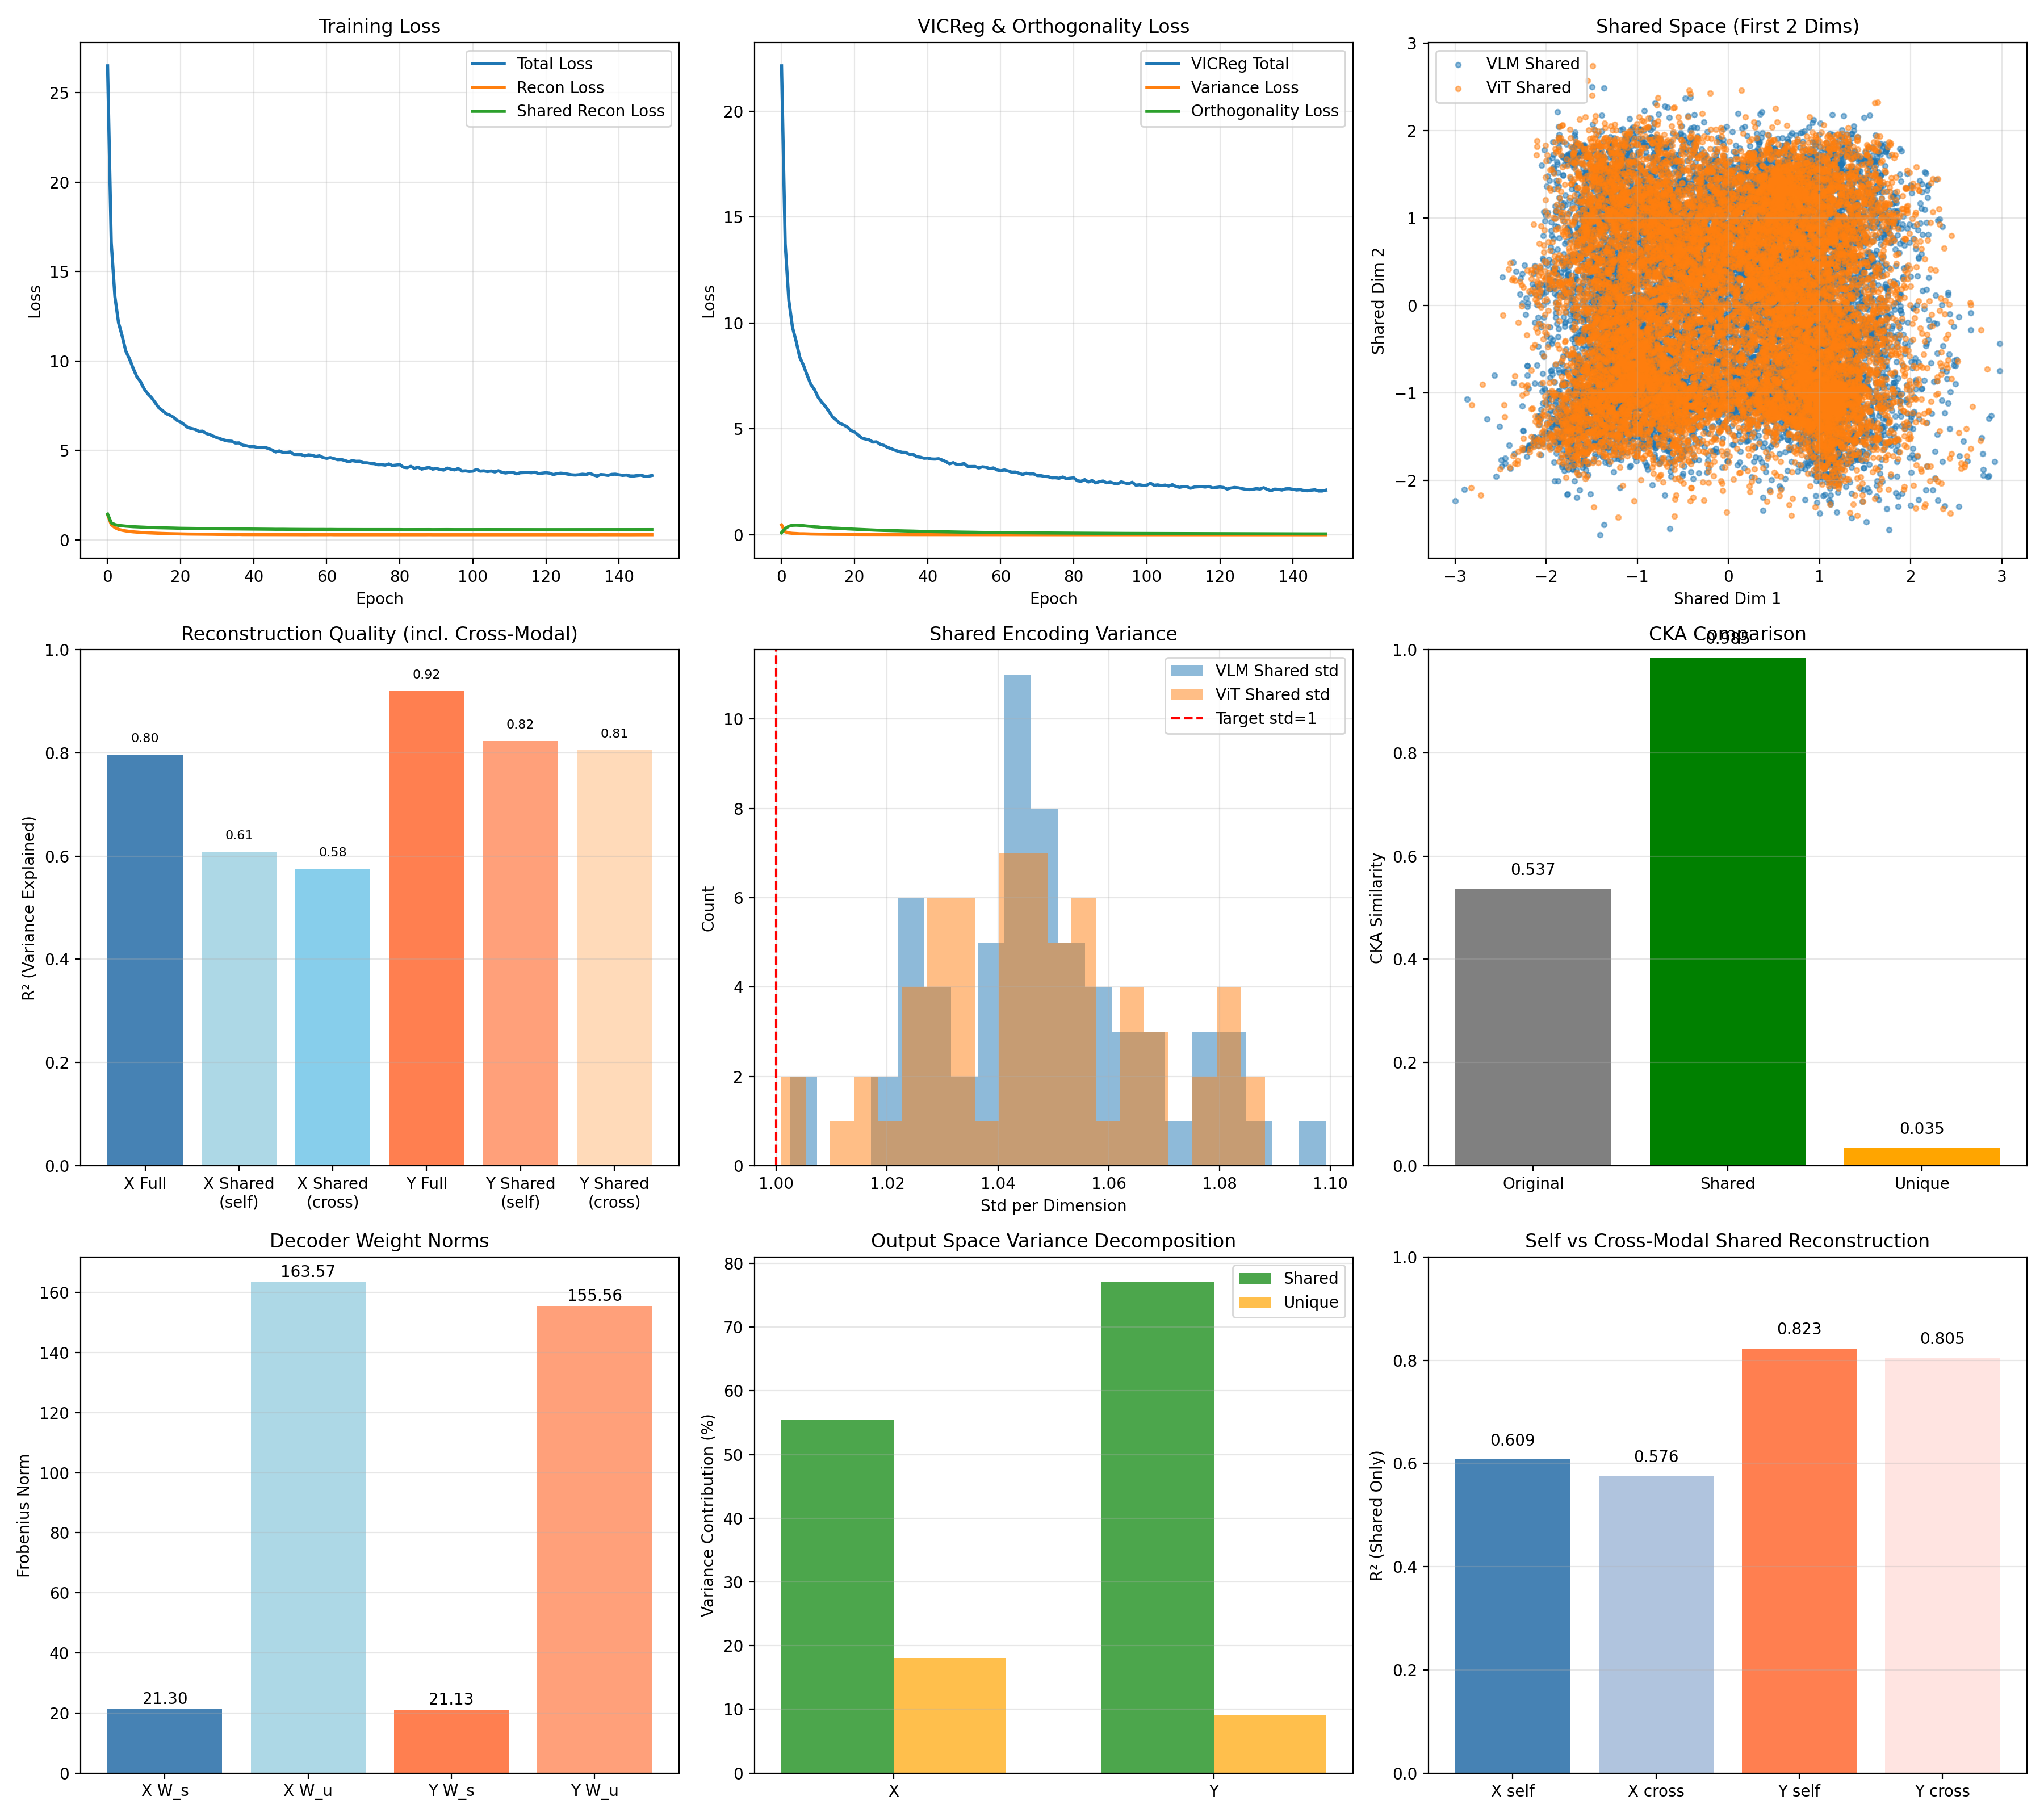 Training Loss
Total Loss
Recon Loss
Shared Recon Loss
Loss
25
20
15
10
5
0
0 20 40 60 80 100 120 140
Epoch
VICReg & Orthogonality Loss
VICReg Total
Variance Loss
Orthogonality Loss
Loss
20
15
10
5
0
0 20 40 60 80 100 120 140
Epoch
Shared Space (First 2 Dims)
VLM Shared
ViT Shared
Shared Dim 2
3
2
1
0
−1
−2
−3 −2 −1 0 1 2 3
Shared Dim 1
Reconstruction Quality (incl. Cross-Modal)
R² (Variance Explained)
1.0
0.8
0.6
0.4
0.2
0.0
0.80
0.61
0.58
0.92
0.82
0.81
X Full X Shared X Shared Y Full Y Shared Y Shared
(self) (cross) (self) (cross)
Shared Encoding Variance
VLM Shared std
ViT Shared std
Target std=1
Count
10
8
6
4
2
0
1.00 1.02 1.04 1.06 1.08 1.10
Std per Dimension
CKA Comparison
0.985
CKA Similarity
1.0
0.8
0.6
0.4
0.2
0.0
0.537
0.035
Original Shared Unique
Decoder Weight Norms
Frobenius Norm
160
140
120
100
80
60
40
20
0
21.30
163.57
21.13
155.56
X W_s X W_u Y W_s Y W_u
Output Space Variance Decomposition
Shared
Unique
Variance Contribution (%)
80
70
60
50
40
30
20
10
0
X Y
Self vs Cross-Modal Shared Reconstruction
R² (Shared Only)
1.0
0.8
0.6
0.4
0.2
0.0
0.609
0.576
0.823
0.805
X self X cross Y self Y cross